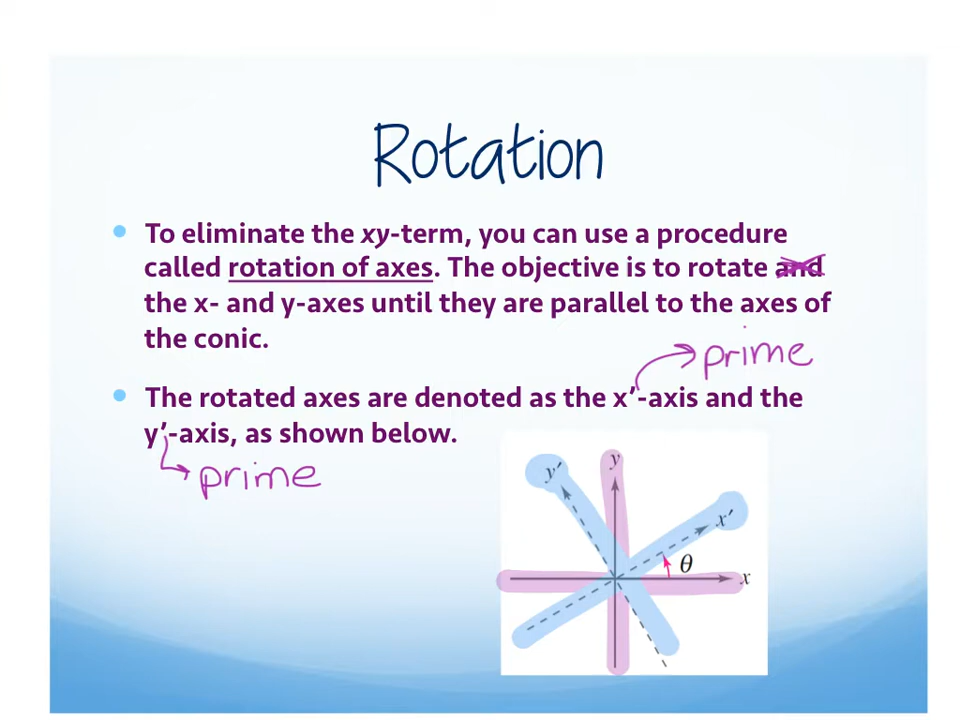 Rotation
To eliminate the xy-term, you can use a procedure
called rotation of axes. The objective is to rotate and
the x- and y-axes until they are parallel to the axes of
the conic.
prime
The rotated axes are denoted as the x′-axis and the
y′-axis, as shown below.
prime
y′
y
x′
θ
x